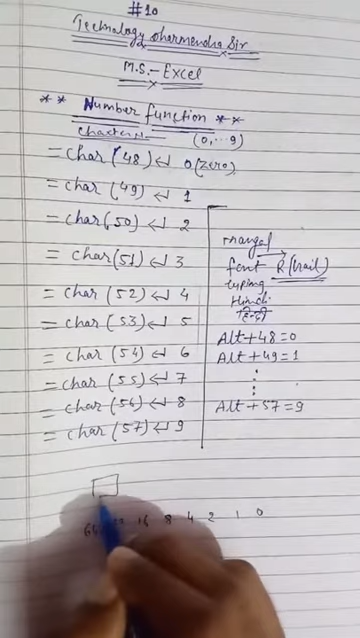 #10
Technology Dharmendra Sir
M.S.-Excel
** Number function **
(0,...9)
=char (48) ↵ 0(Zero)
=char (49) ↵ 1
=char(50) ↵ 2
= char(51) ↵ 3
= char (52) ↵ 4
= char (53) ↵ 5
= char (54) ↵ 6
=char (55) ↵ 7
=char (56) ↵ 8
= char (57) ↵ 9
mangal
font
typing
Hindi
हिन्दी
Alt+48=0
Alt+49=1
Alt+57=9
16 8 4 2 1 0